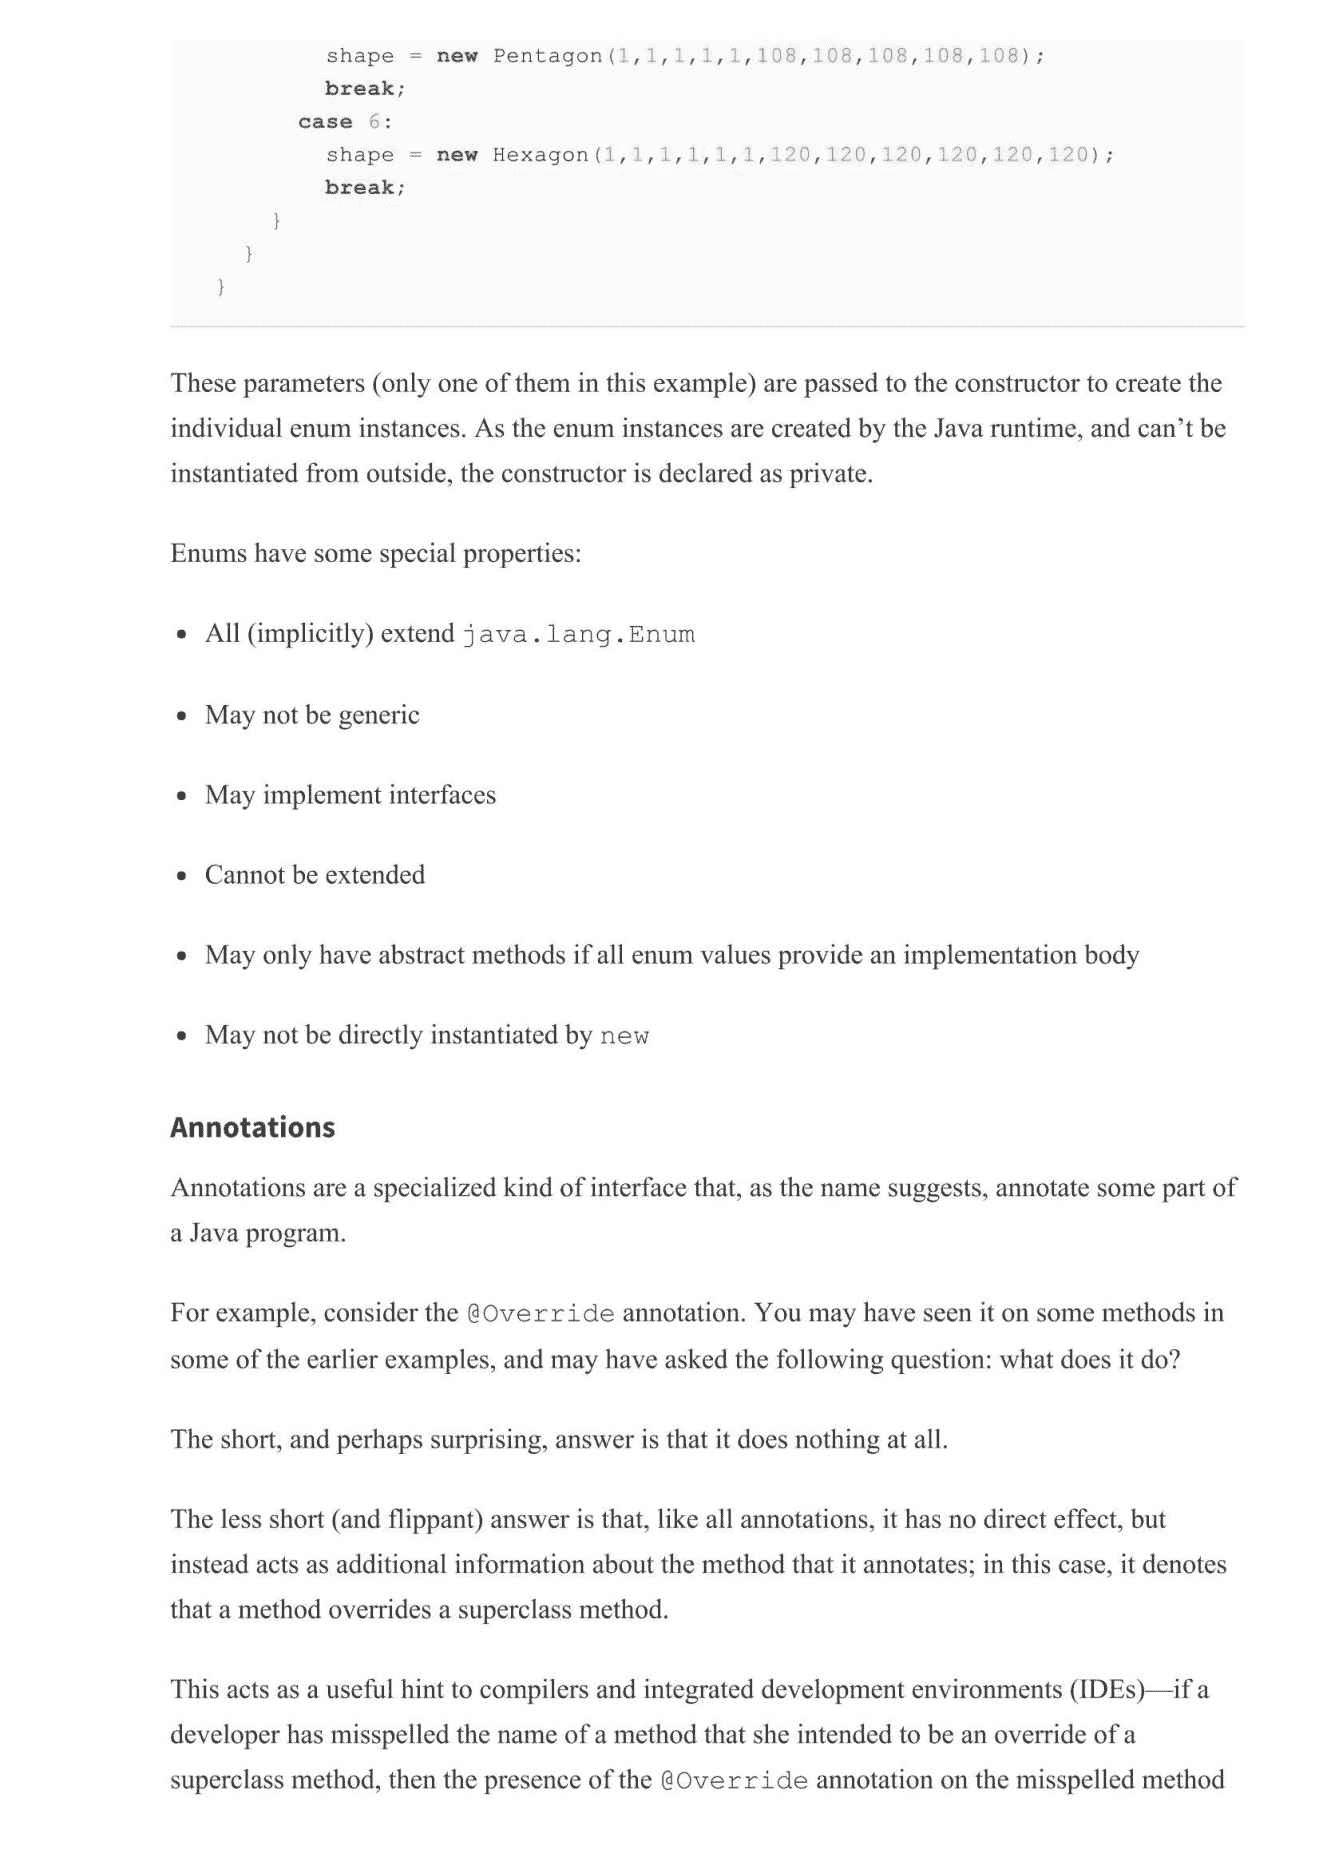 shape = new Pentagon(1,1,1,1,1,108,108,108,108,108);
break;
case 6:
shape = new Hexagon(1,1,1,1,1,1,120,120,120,120,120,120);
break;
}
}
}
These parameters (only one of them in this example) are passed to the constructor to create the
individual enum instances. As the enum instances are created by the Java runtime, and can’t be
instantiated from outside, the constructor is declared as private.
Enums have some special properties:
• All (implicitly) extend java.lang.Enum
• May not be generic
• May implement interfaces
• Cannot be extended
• May only have abstract methods if all enum values provide an implementation body
• May not be directly instantiated by new
Annotations
Annotations are a specialized kind of interface that, as the name suggests, annotate some part of
a Java program.
For example, consider the @Override annotation. You may have seen it on some methods in
some of the earlier examples, and may have asked the following question: what does it do?
The short, and perhaps surprising, answer is that it does nothing at all.
The less short (and flippant) answer is that, like all annotations, it has no direct effect, but
instead acts as additional information about the method that it annotates; in this case, it denotes
that a method overrides a superclass method.
This acts as a useful hint to compilers and integrated development environments (IDEs)—if a
developer has misspelled the name of a method that she intended to be an override of a
superclass method, then the presence of the @Override annotation on the misspelled method